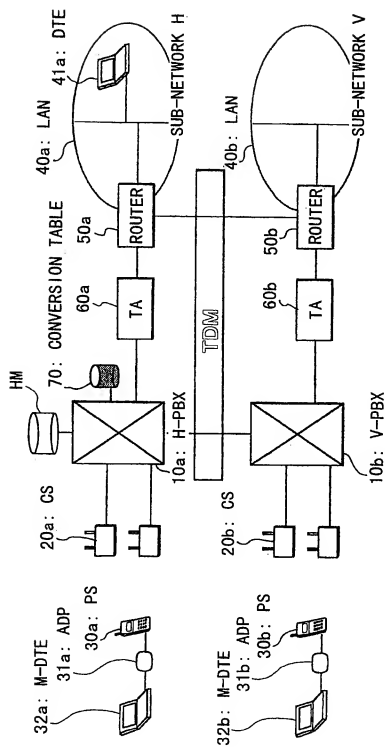 HM
70: CONVERSION TABLE
40a: LAN
41a: DTE
50a
60a
ROUTER
TA
SUB-NETWORK H
20a: CS
10a: H-PBX
32a: M-DTE
31a: ADP
30a: PS
TDM
40b: LAN
50b
60b
ROUTER
TA
SUB-NETWORK V
20b: CS
10b: V-PBX
32b: M-DTE
31b: ADP
30b: PS